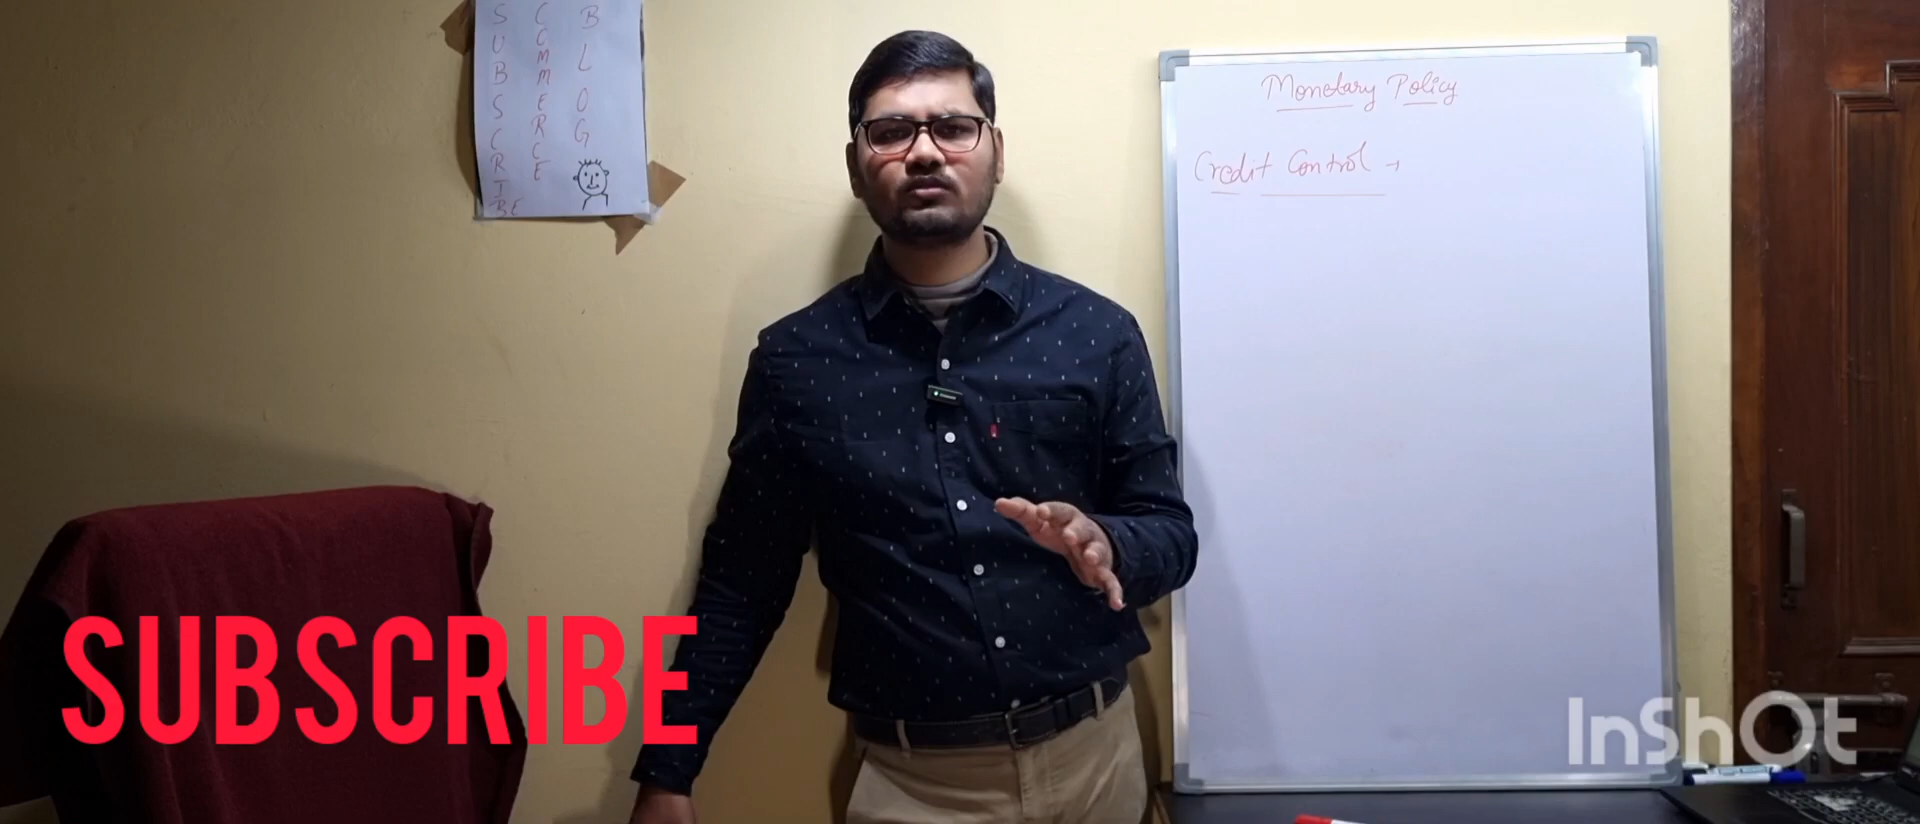 SUBSCRIBE
COMMERCE
BLOG
Monetary Policy
Credit Control →
SUBSCRIBE
InShOt